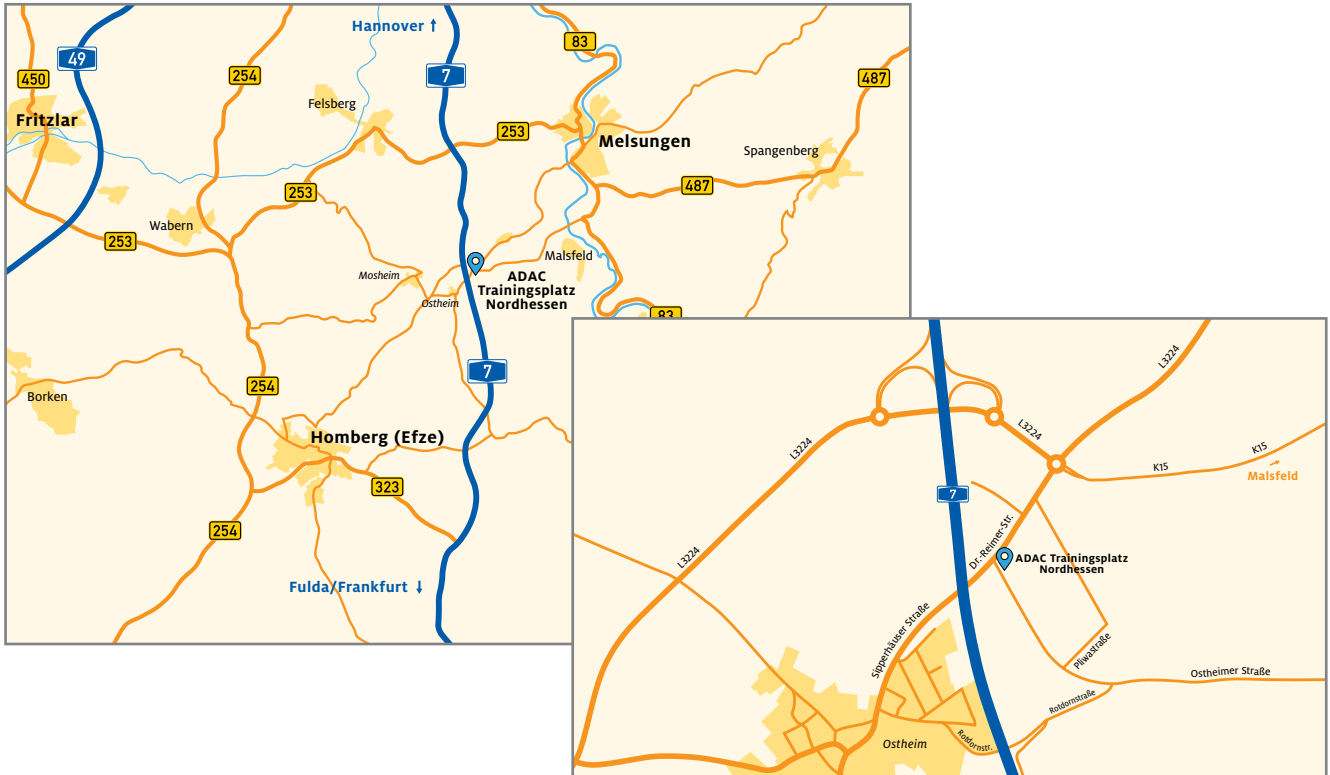 Hannover ↑
83
49
7
450
254
487
Felsberg
Fritzlar
253
Melsungen
Spangenberg
253
487
Wabern
253
Malsfeld
Mosheim
ADAC
Trainingsplatz
Nordhessen
Ostheim
83
7
254
Borken
Homberg (Efze)
323
254
Fulda/Frankfurt ↓
L3224
L3224
L3224
K15
K15
Malsfeld
7
Dr.-Reimer-Str.
L3224
ADAC Trainingsplatz
Nordhessen
Sipperhäuser Straße
Pliwastraße
Ostheimer Straße
Rotdornstraße
Rotdornstr.
Ostheim